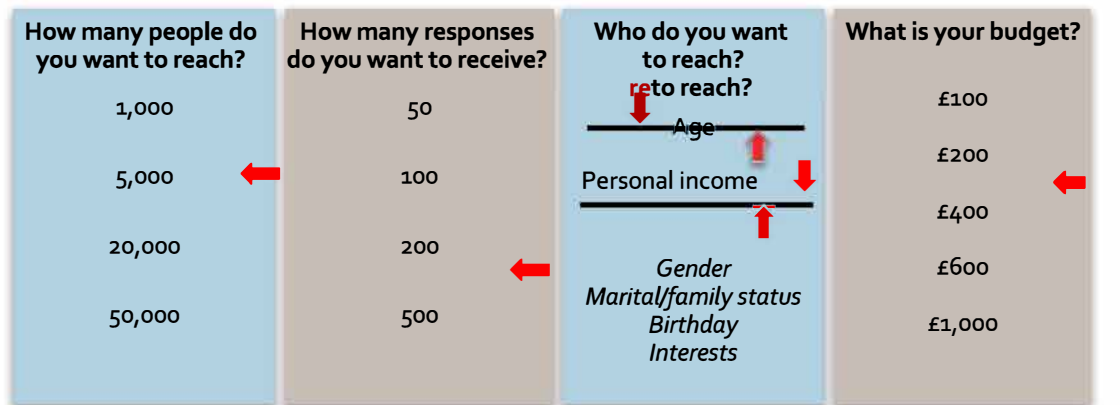 How many people do
you want to reach?
1,000
5,000
20,000
50,000
How many responses
do you want to receive?
50
100
200
500
Who do you want
to reach?
reto reach?
Age
Personal income
Gender
Marital/family status
Birthday
Interests
What is your budget?
£100
£200
£400
£600
£1,000